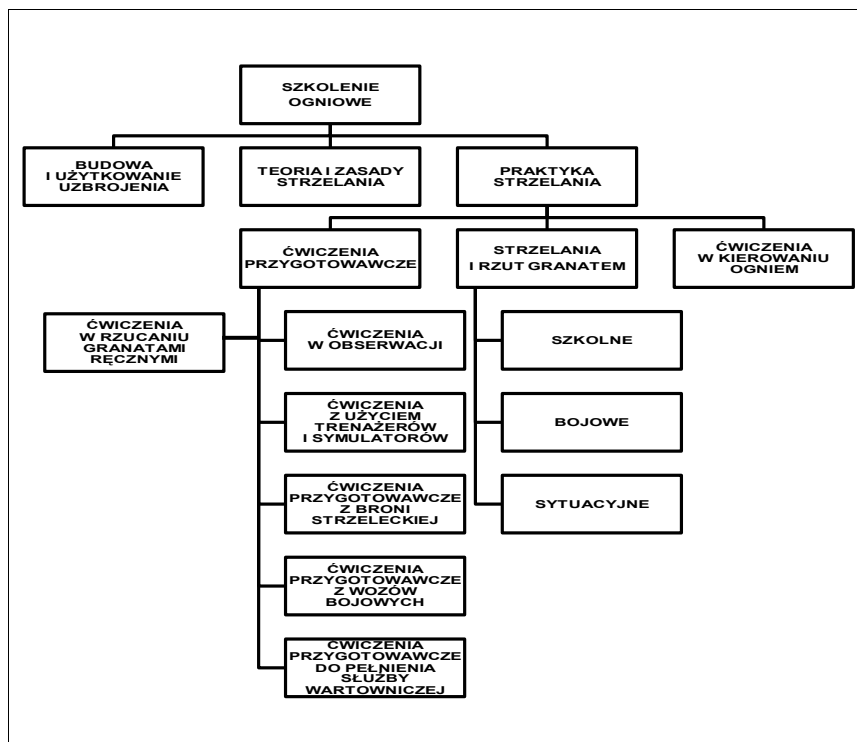 SZKOLENIE
OGNIOWE
BUDOWA
I UŻYTKOWANIE
UZBROJENIA
TEORIA I ZASADY
STRZELANIA
PRAKTYKA
STRZELANIA
ĆWICZENIA
PRZYGOTOWAWCZE
STRZELANIA
I RZUT GRANATEM
ĆWICZENIA
W KIEROWANIU
OGNIEM
ĆWICZENIA
W RZUCANIU
GRANATAMI
RĘCZNYMI
ĆWICZENIA
W OBSERWACJI
SZKOLNE
ĆWICZENIA
Z UŻYCIEM
TRENAŻERÓW
I SYMULATORÓW
BOJOWE
ĆWICZENIA
PRZYGOTOWAWCZE
Z BRONI
STRZELECKIEJ
SYTUACYJNE
ĆWICZENIA
PRZYGOTOWAWCZE
Z WOZÓW
BOJOWYCH
ĆWICZENIA
PRZYGOTOWAWCZE
DO PEŁNIENIA
SŁUŻBY
WARTOWNICZEJ